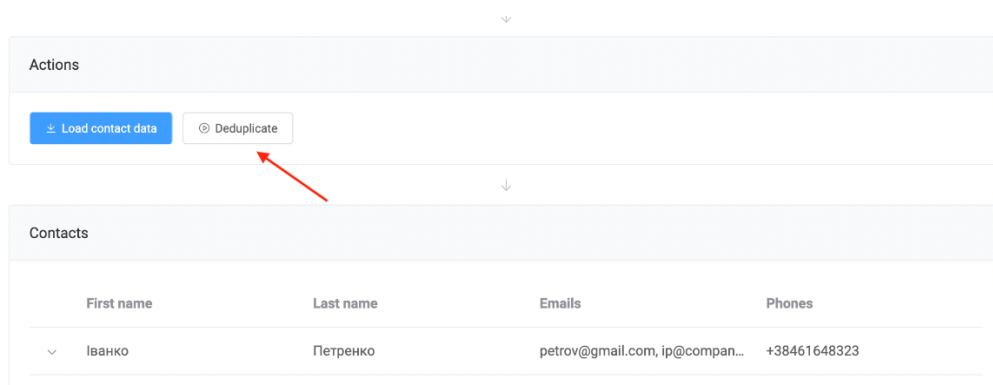 Actions
Load contact data Deduplicate
Contacts
First name Last name Emails Phones
Іванко Петренко petrov@gmail.com, ip@compan... +38461648323